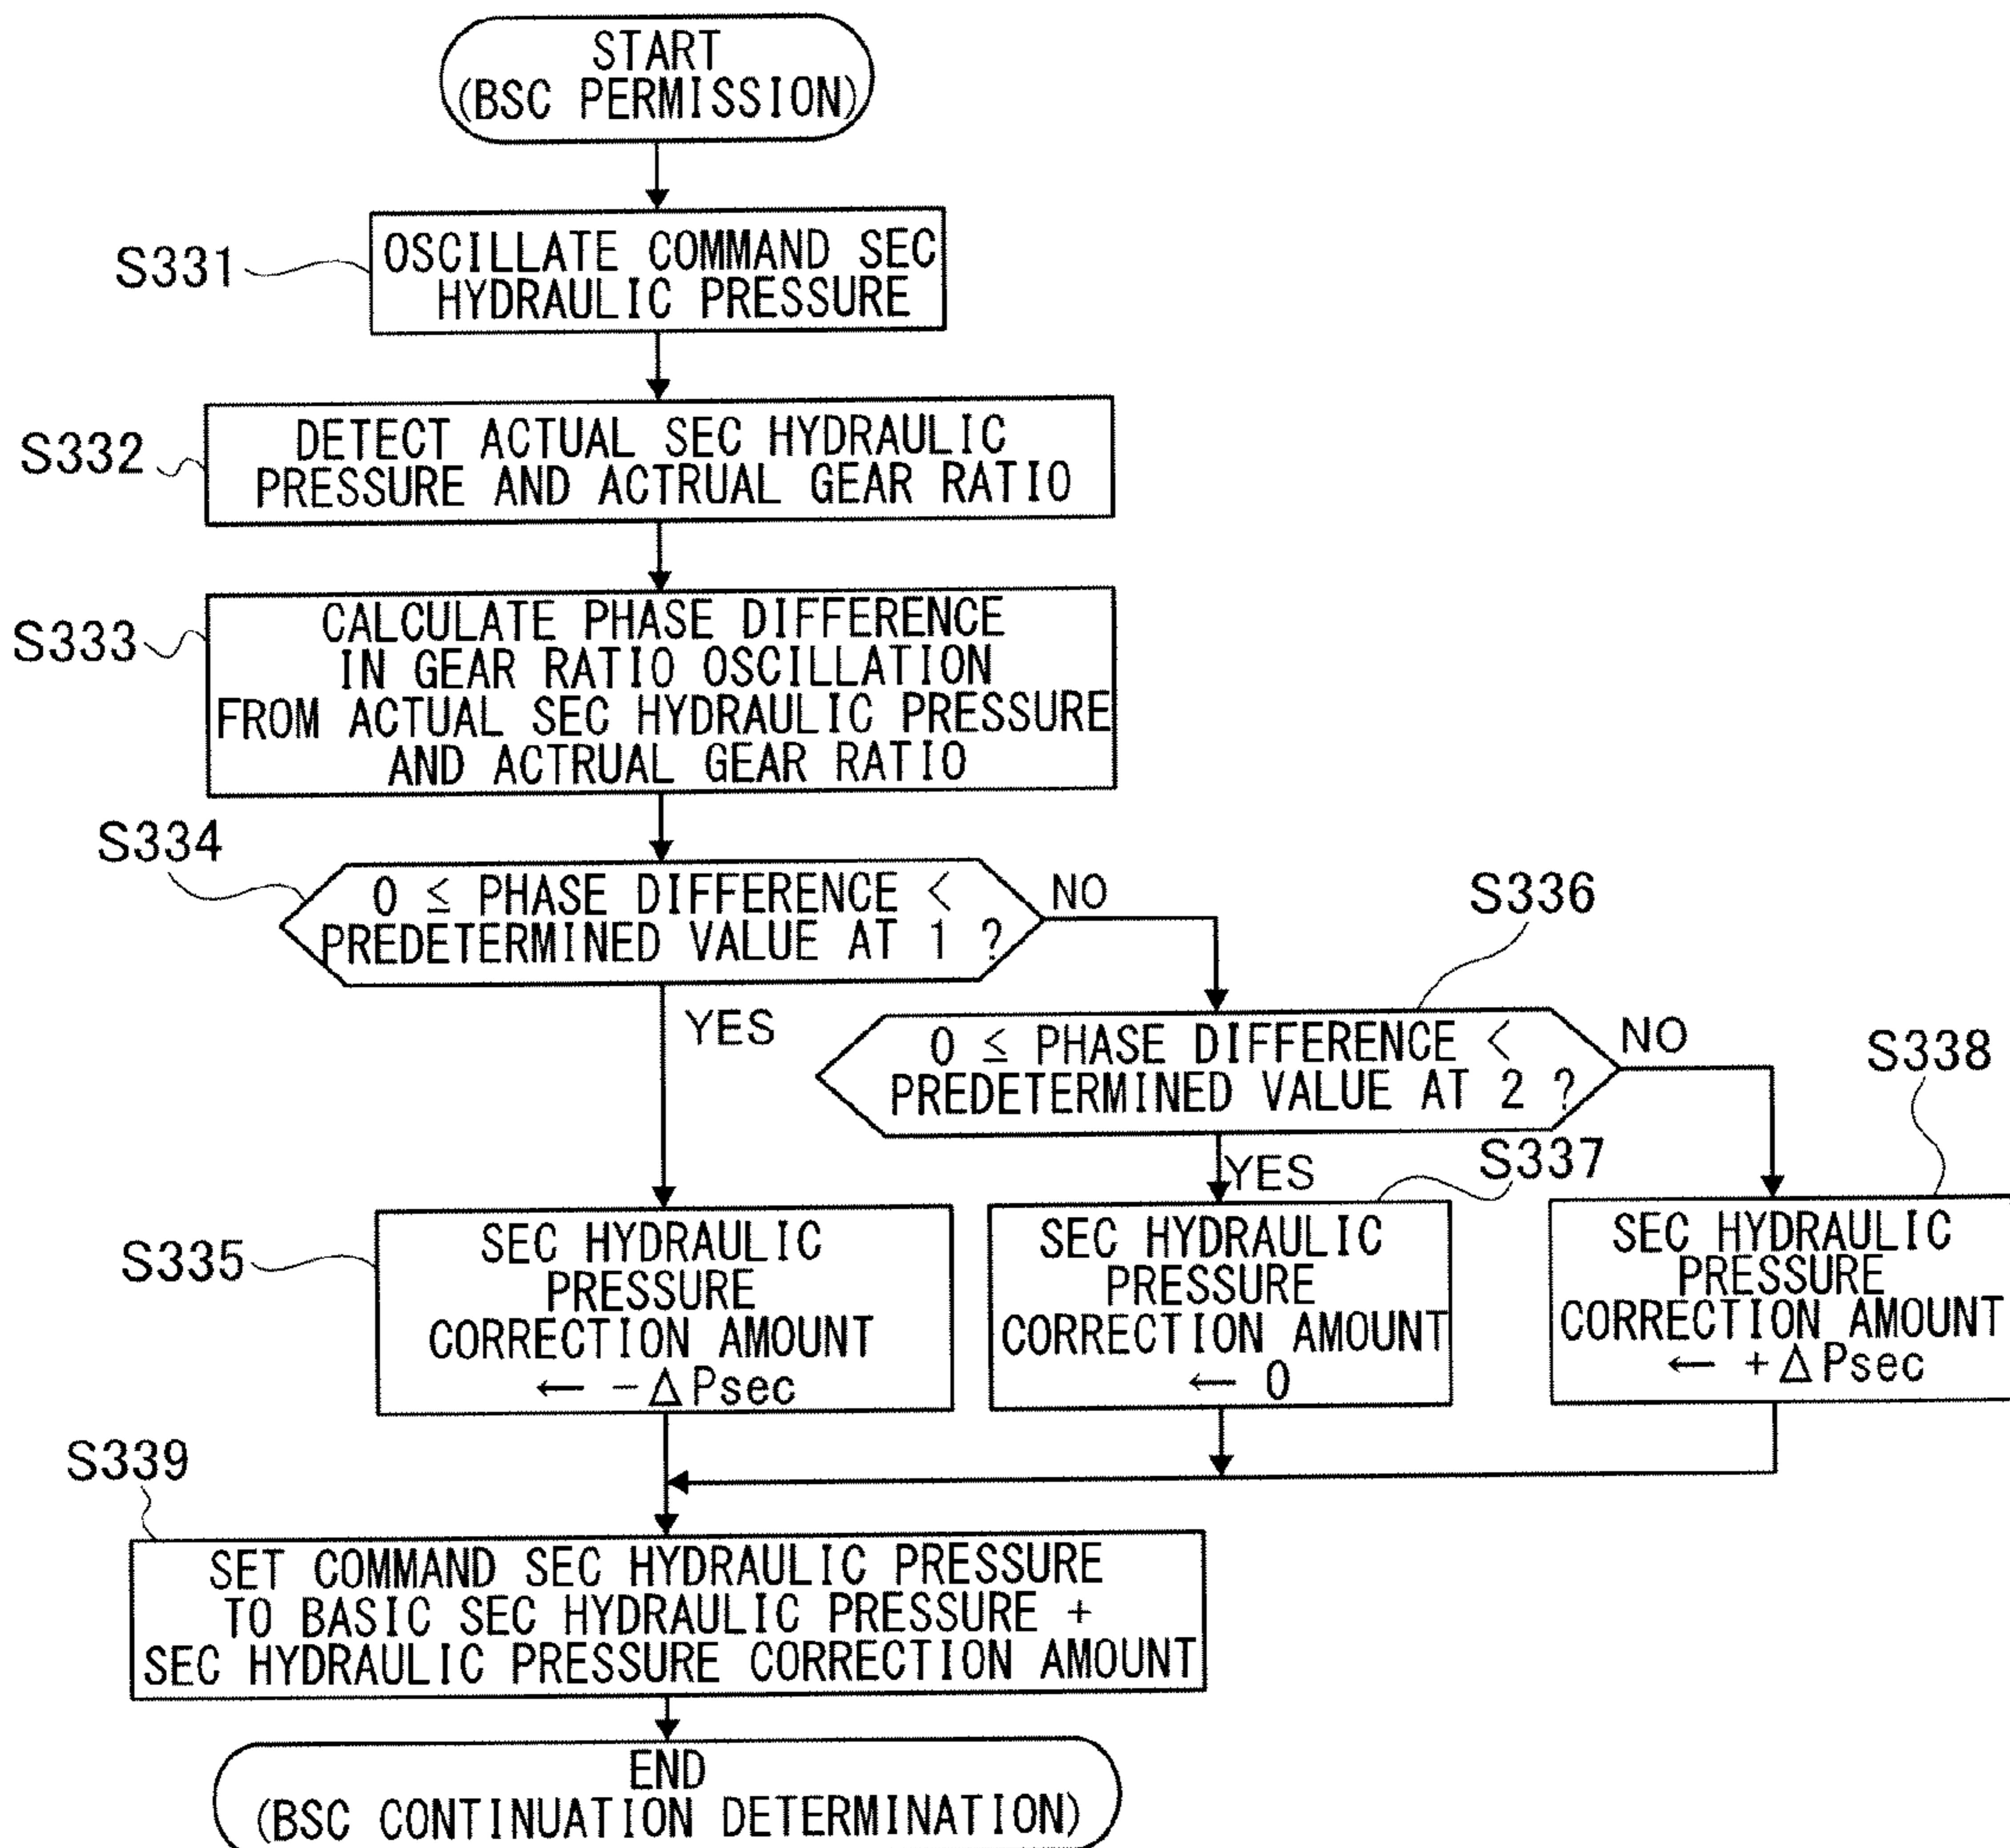 START
(BSC PERMISSION)
S331
OSCILLATE COMMAND SEC
HYDRAULIC PRESSURE
S332
DETECT ACTUAL SEC HYDRAULIC
PRESSURE AND ACTRUAL GEAR RATIO
S333
CALCULATE PHASE DIFFERENCE
IN GEAR RATIO OSCILLATION
FROM ACTUAL SEC HYDRAULIC PRESSURE
AND ACTRUAL GEAR RATIO
S334
0 ≤ PHASE DIFFERENCE <
PREDETERMINED VALUE AT 1 ?
NO
YES
S336
0 ≤ PHASE DIFFERENCE <
PREDETERMINED VALUE AT 2 ?
NO
YES
S335
SEC HYDRAULIC
PRESSURE
CORRECTION AMOUNT
← -ΔPsec
S337
SEC HYDRAULIC
PRESSURE
CORRECTION AMOUNT
← 0
S338
SEC HYDRAULIC
PRESSURE
CORRECTION AMOUNT
← +ΔPsec
S339
SET COMMAND SEC HYDRAULIC PRESSURE
TO BASIC SEC HYDRAULIC PRESSURE +
SEC HYDRAULIC PRESSURE CORRECTION AMOUNT
END
(BSC CONTINUATION DETERMINATION)